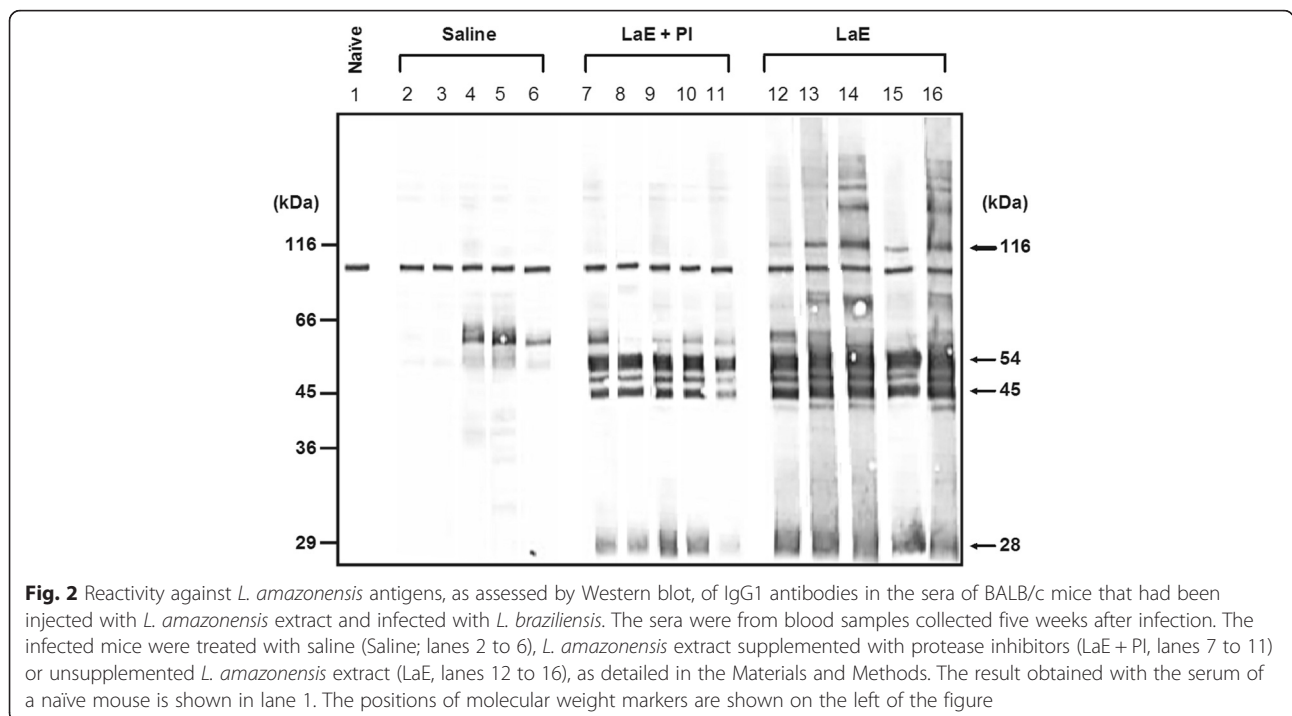 Naïve
Saline
LaE + PI
LaE
1 2 3 4 5 6 7 8 9 10 11 12 13 14 15 16
(kDa) (kDa)
116 116
66
54
45 45
36
29 28
Fig. 2 Reactivity against L. amazonensis antigens, as assessed by Western blot, of IgG1 antibodies in the sera of BALB/c mice that had been
injected with L. amazonensis extract and infected with L. braziliensis. The sera were from blood samples collected five weeks after infection. The
infected mice were treated with saline (Saline; lanes 2 to 6), L. amazonensis extract supplemented with protease inhibitors (LaE + PI, lanes 7 to 11)
or unsupplemented L. amazonensis extract (LaE, lanes 12 to 16), as detailed in the Materials and Methods. The result obtained with the serum of
a naïve mouse is shown in lane 1. The positions of molecular weight markers are shown on the left of the figure